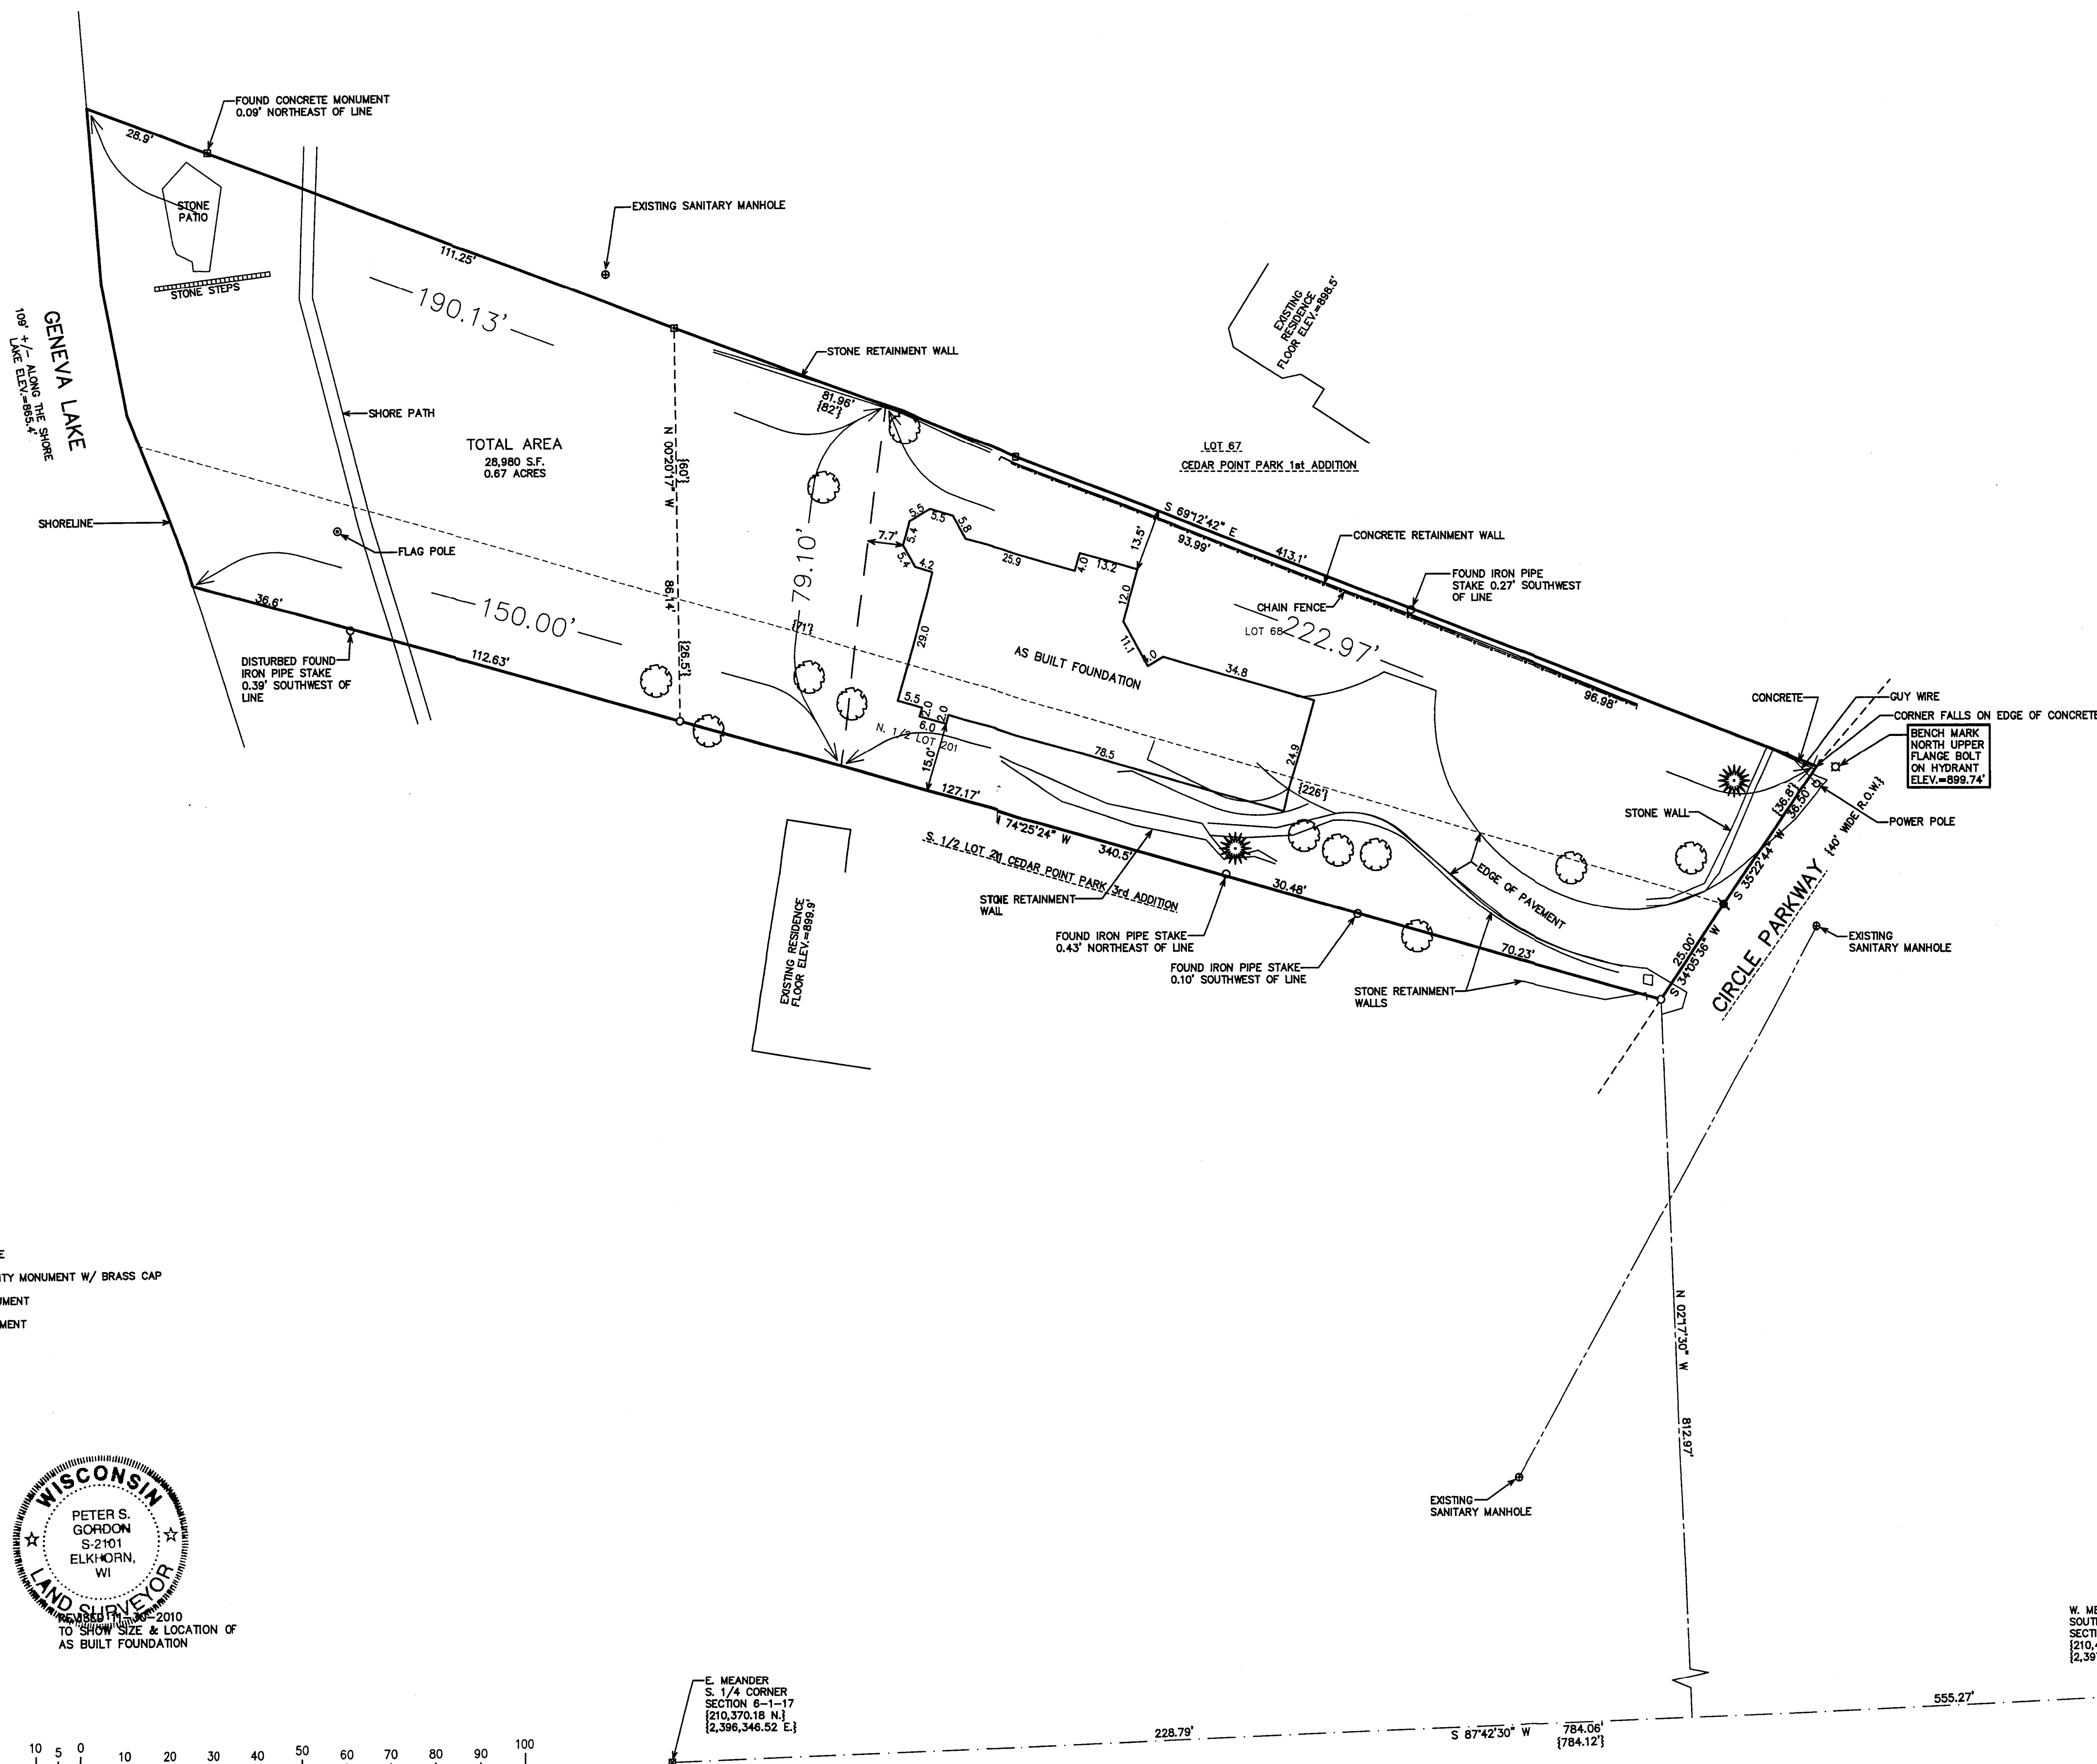 FOUND CONCRETE MONUMENT
0.09' NORTHEAST OF LINE
28.9'
STONE
PATIO
STONE STEPS
EXISTING SANITARY MANHOLE
111.25'
190.13'
GENEVA LAKE
109' +/- ALONG THE SHORE
LAKE ELEV.=865.4'
SHORE PATH
STONE RETAINMENT WALL
81.96'
{82'}
EXISTING
RESIDENCE
FLOOR ELEV.=898.5'
TOTAL AREA
28,980 S.F.
0.67 ACRES
N 00°20'17" W
{60'}
86.14'
{26.5'}
LOT 67
CEDAR POINT PARK 1st ADDITION
SHORELINE
FLAG POLE
36.6'
150.00'
DISTURBED FOUND
IRON PIPE STAKE
0.39' SOUTHWEST OF
LINE
112.63'
79.10'
{71'}
7.7'
5.5
5.5
5.8
5.4
5.4
4.2
25.9
4.0
13.2
13.5'
12.0
11.1
34.8
29.0
24.9
5.5
2.0
6.0
2.0
78.5
15.0'
AS BUILT FOUNDATION
N. 1/2 LOT 201
S 69°12'42" E
93.99'
413.1'
CONCRETE RETAINMENT WALL
FOUND IRON PIPE
STAKE 0.27' SOUTHWEST
OF LINE
CHAIN FENCE
LOT 68
222.97'
96.98'
CONCRETE
GUY WIRE
CORNER FALLS ON EDGE OF CONCRETE
BENCH MARK
NORTH UPPER
FLANGE BOLT
ON HYDRANT
ELEV.=899.74'
{36.8'}
36.50'
S 35°22'44" W
POWER POLE
STONE WALL
CIRCLE PARKWAY {40' WIDE R.O.W.}
{226'}
127.17'
74°25'24" W
340.5'
S. 1/2 LOT 201 CEDAR POINT PARK 3rd ADDITION
EXISTING RESIDENCE
FLOOR ELEV.=899.9'
STONE RETAINMENT
WALL
30.48'
EDGE OF PAVEMENT
FOUND IRON PIPE STAKE
0.43' NORTHEAST OF LINE
FOUND IRON PIPE STAKE
0.10' SOUTHWEST OF LINE
70.23'
STONE RETAINMENT
WALLS
25.00'
S 34°05'36" W
EXISTING
SANITARY MANHOLE
N 02°17'30" W
812.97'
EXISTING
SANITARY MANHOLE
TY MONUMENT W/ BRASS CAP
UMENT
MENT
WISCONSIN
PETER S.
GORDON
S-2101
ELKHORN,
WI
LAND SURVEYOR
REVISED 11-30-2010
TO SHOW SIZE & LOCATION OF
AS BUILT FOUNDATION
E. MEANDER
S. 1/4 CORNER
SECTION 6-1-17
{210,370.18 N.}
{2,396,346.52 E.}
228.79'
S 87°42'30" W
784.06'
{784.12'}
555.27'
W. ME
SOUT
SECTI
{210,
{2,39
10 5 0 10 20 30 40 50 60 70 80 90 100